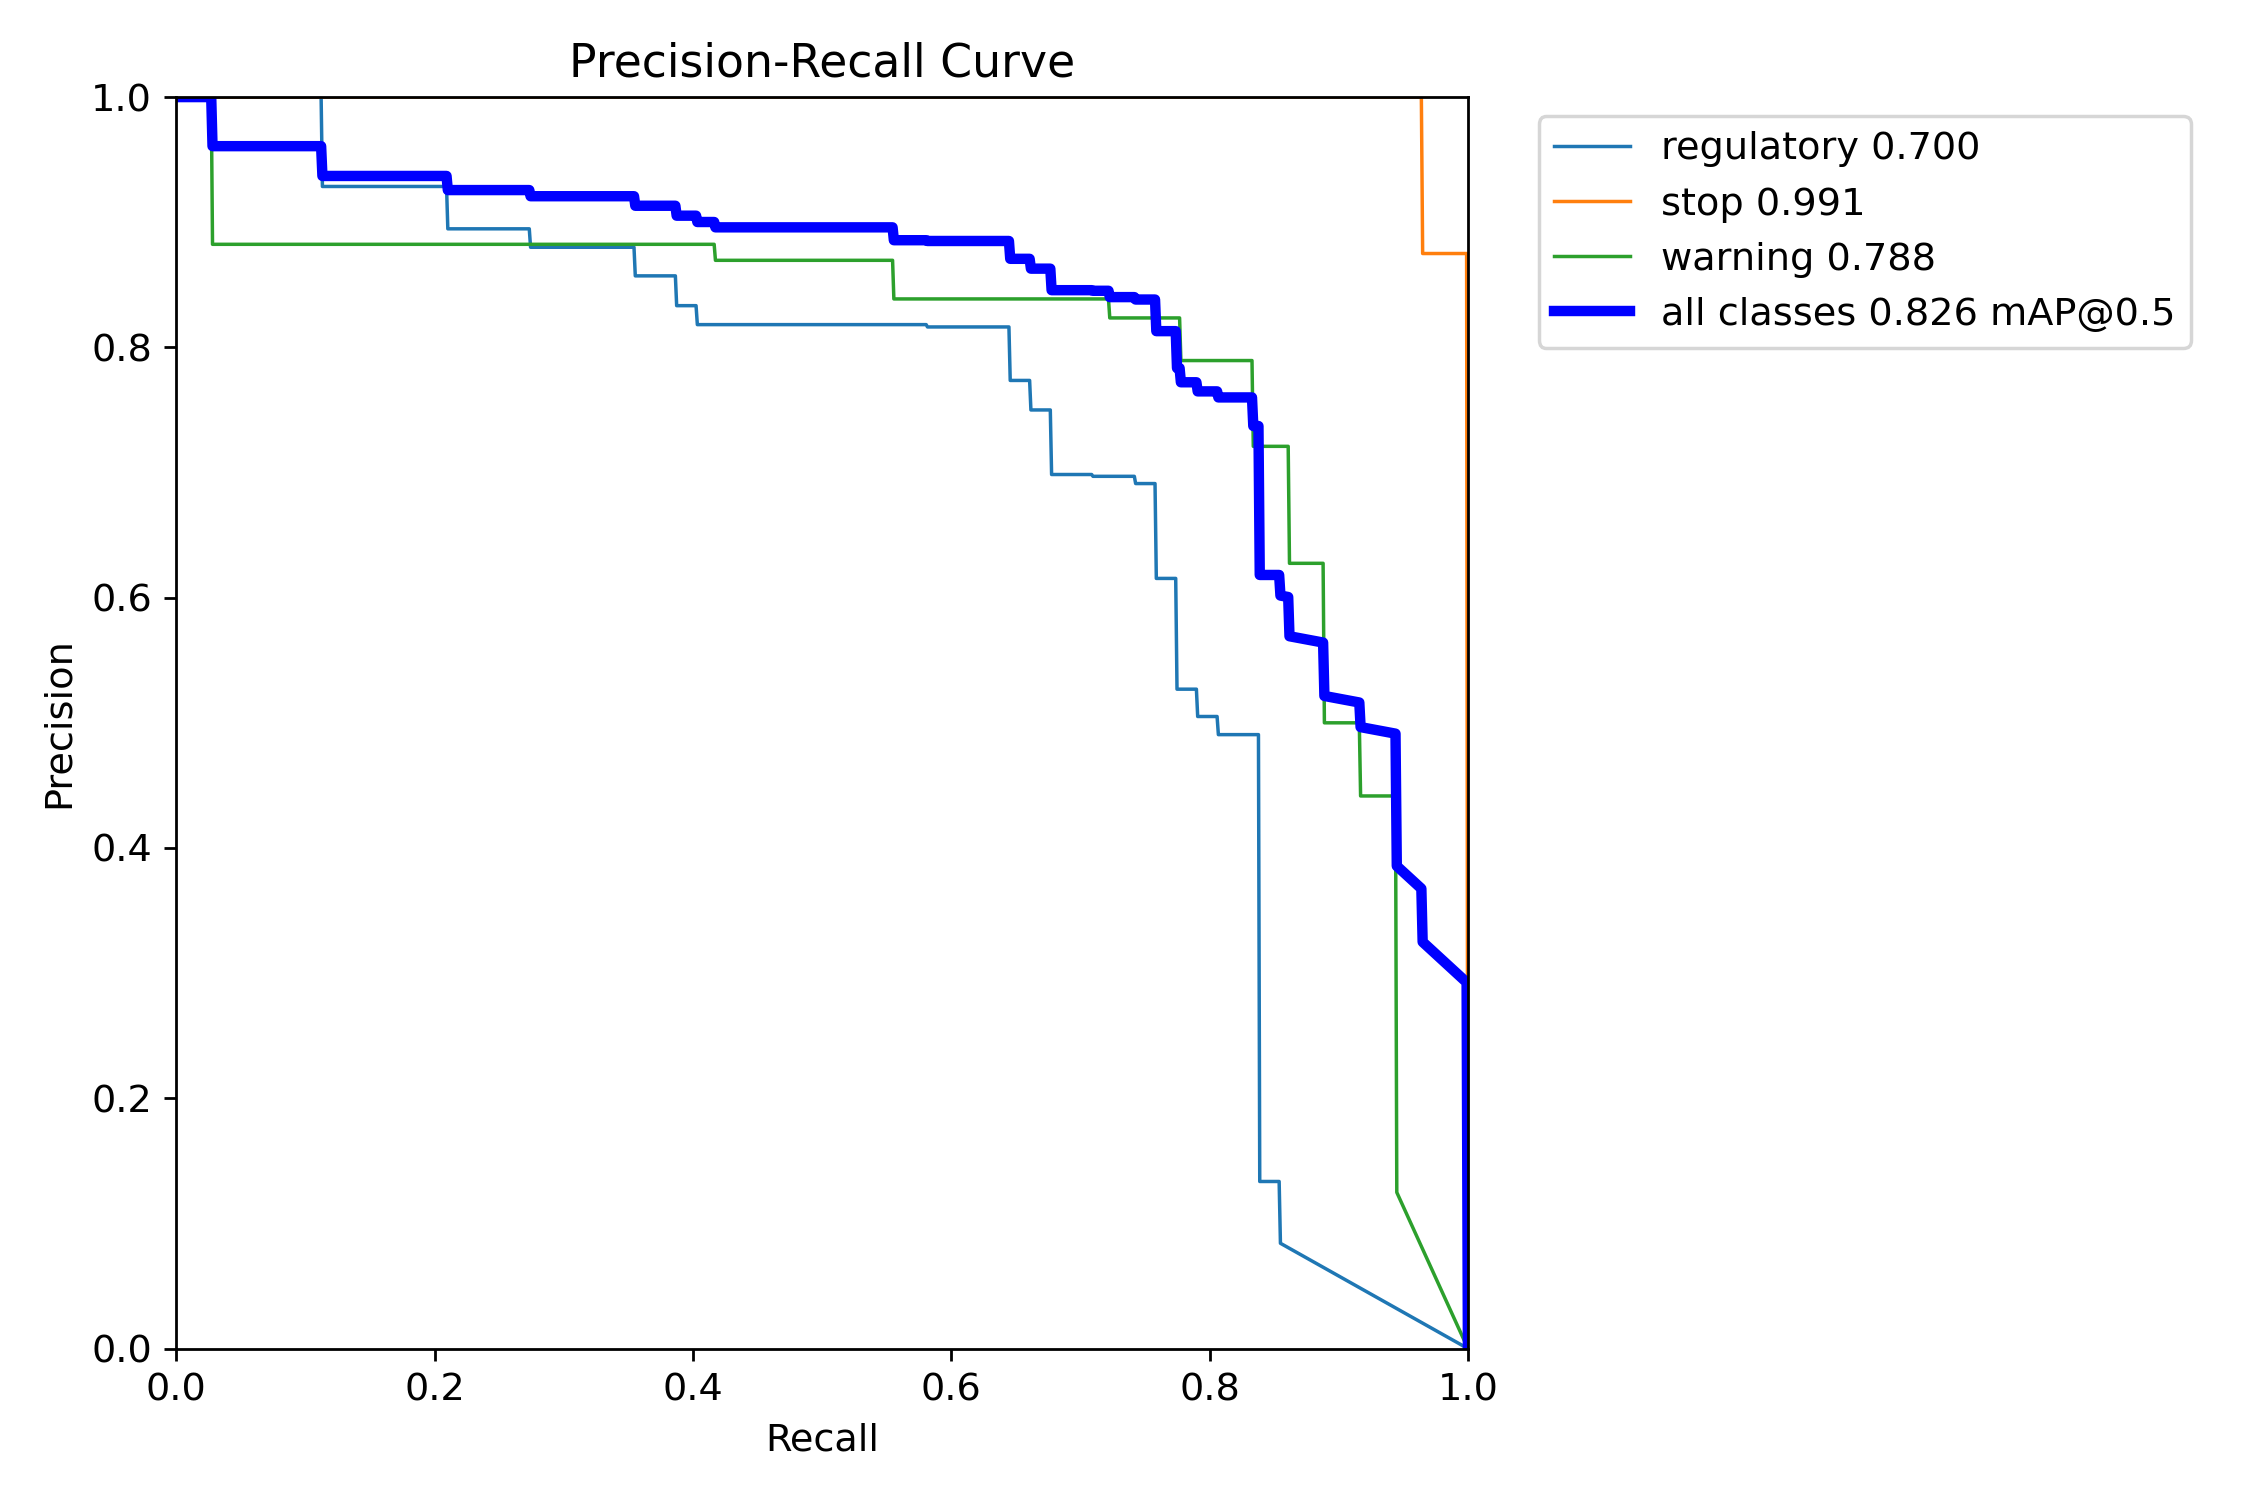 Precision-Recall Curve
1.0
0.8
0.6
0.4
0.2
0.0
Precision
0.0 0.2 0.4 0.6 0.8 1.0
Recall
regulatory 0.700
stop 0.991
warning 0.788
all classes 0.826 mAP@0.5